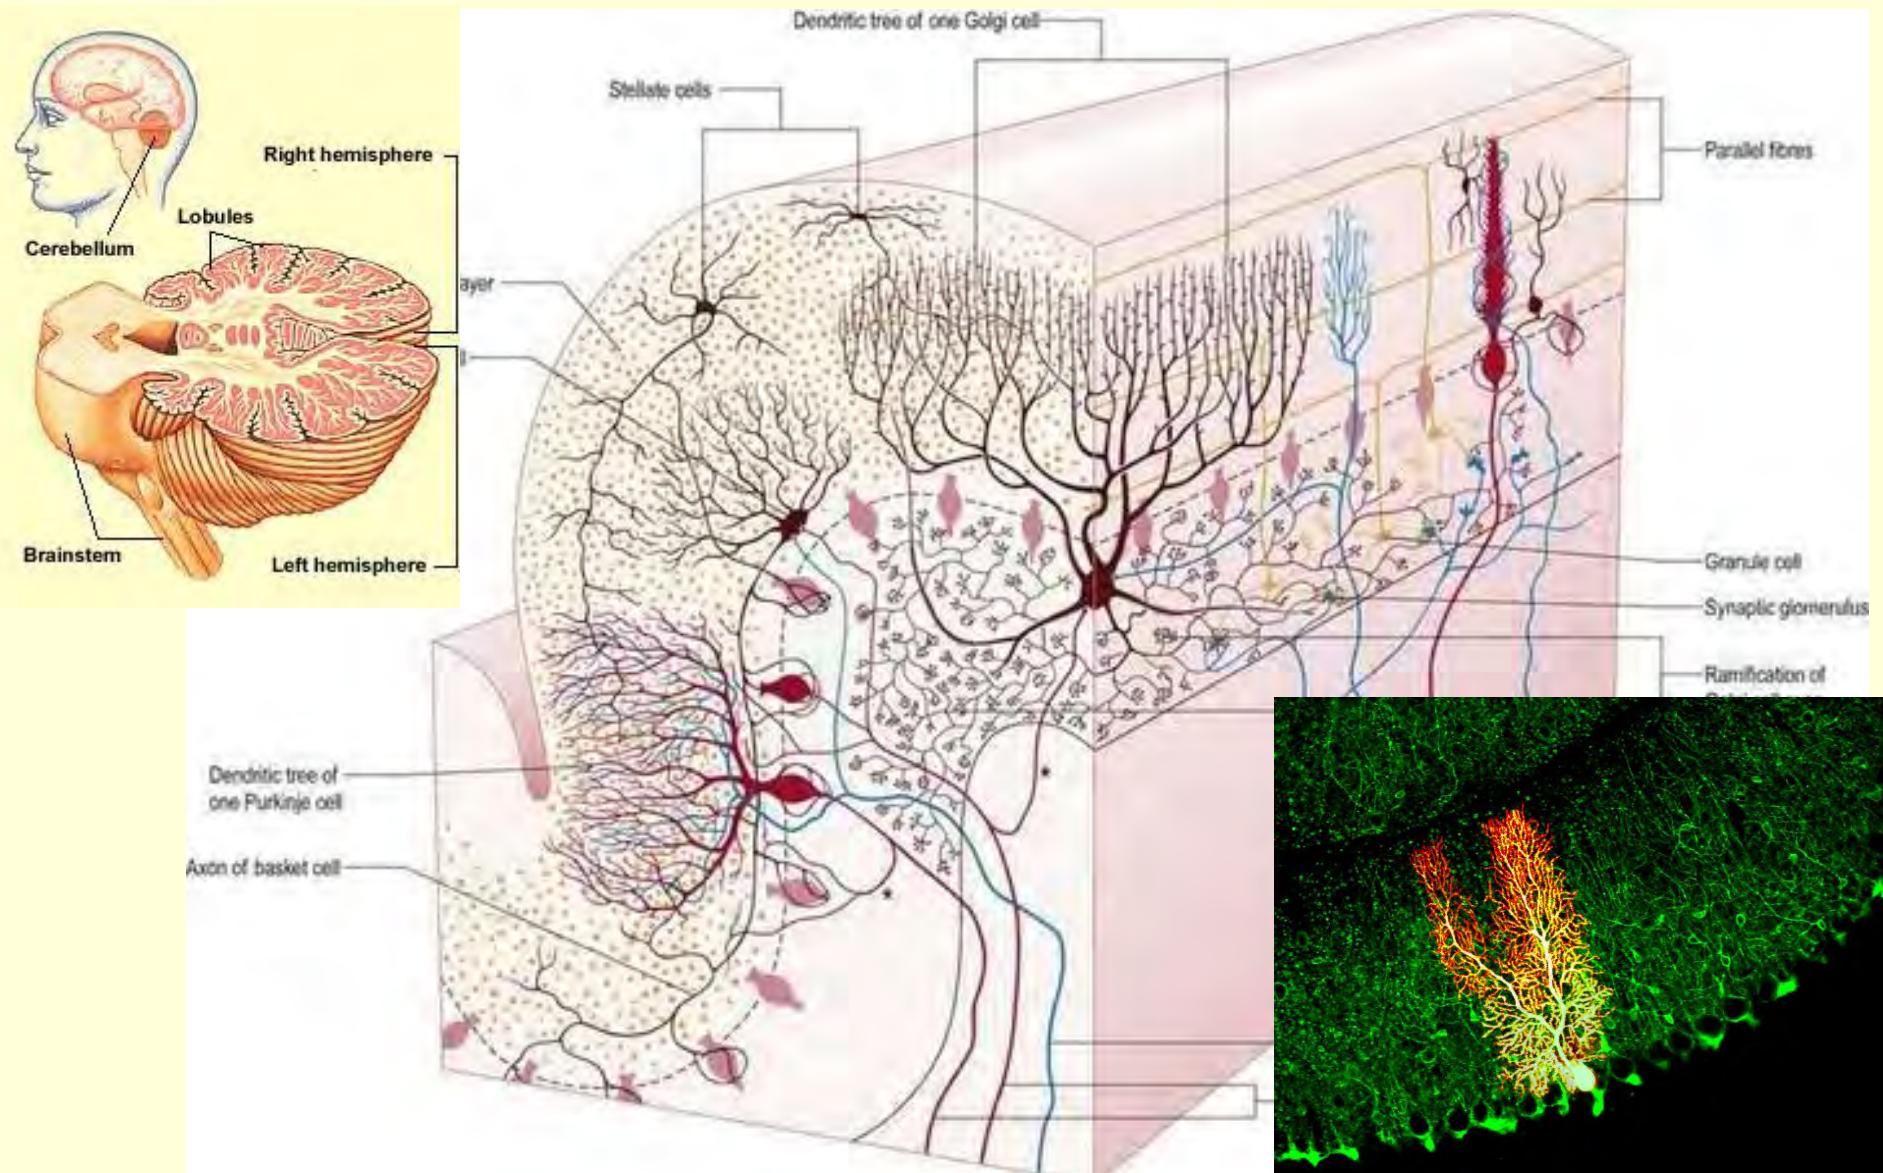 Dendritic tree of one Golgi cell
Stellate cells
Right hemisphere
Parallel fibres
Lobules
Cerebellum
ayer
Brainstem
Left hemisphere
Granule cell
Synaptic glomerulus
Ramification of
Dendritic tree of
one Purkinje cell
Axon of basket cell
*
*